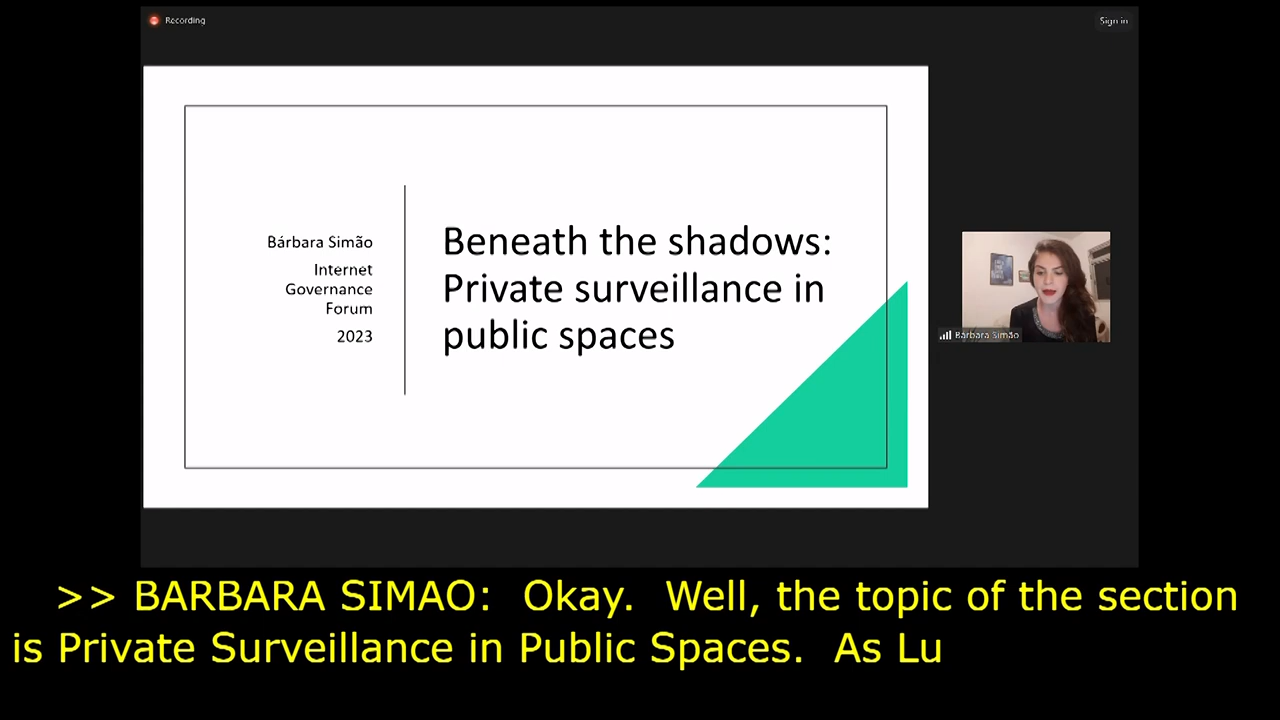 Recording
Sign in
Bárbara Simão
Internet
Governance
Forum
2023
Beneath the shadows:
Private surveillance in
public spaces
Bárbara Simão
>> BARBARA SIMAO:  Okay.  Well, the topic of the section
is Private Surveillance in Public Spaces.  As Lu